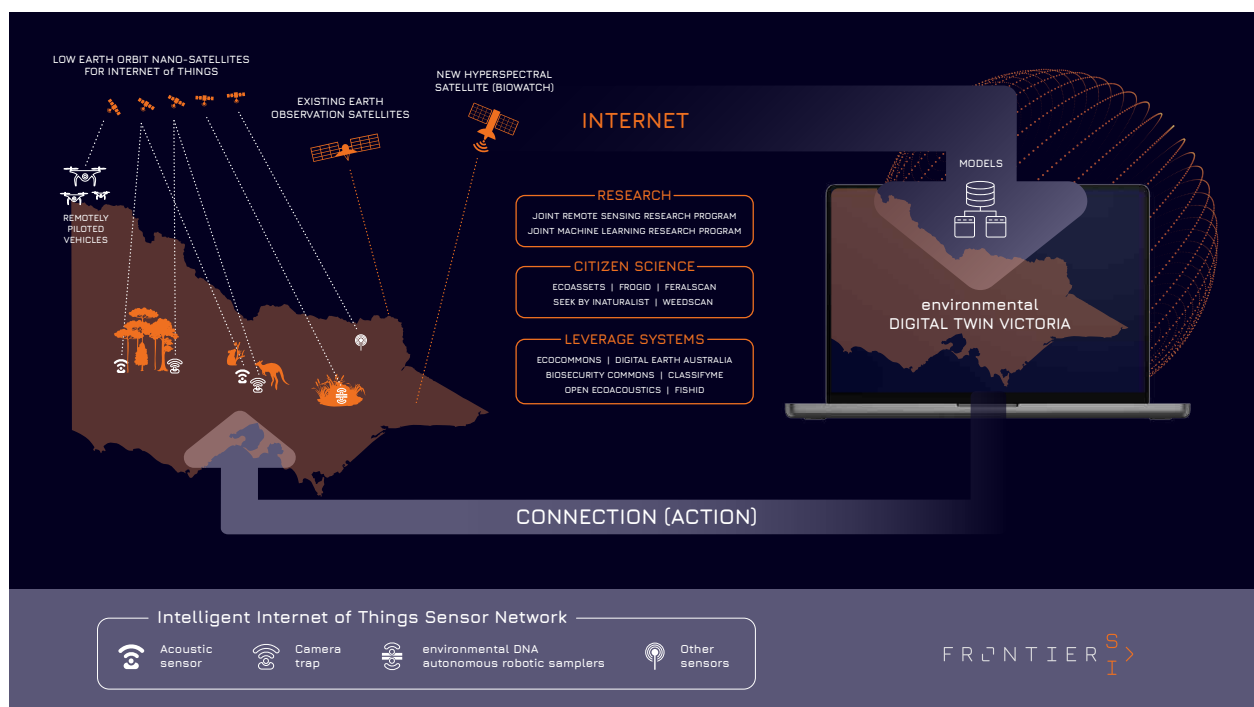 LOW EARTH ORBIT NANO-SATELLITES
FOR INTERNET of THINGS
EXISTING EARTH
OBSERVATION SATELLITES
NEW HYPERSPECTRAL
SATELLITE (BIOWATCH)
INTERNET
REMOTELY
PILOTED
VEHICLES
RESEARCH
JOINT REMOTE SENSING RESEARCH PROGRAM
JOINT MACHINE LEARNING RESEARCH PROGRAM
CITIZEN SCIENCE
ECOASSETS | FROGID | FERALSCAN
SEEK BY INATURALIST | WEEDSCAN
LEVERAGE SYSTEMS
ECOCOMMONS | DIGITAL EARTH AUSTRALIA
BIOSECURITY COMMONS | CLASSIFYME
OPEN ECOACOUSTICS | FISHID
MODELS
environmental
DIGITAL TWIN VICTORIA
CONNECTION (ACTION)
Intelligent Internet of Things Sensor Network
Acoustic
sensor
Camera
trap
environmental DNA
autonomous robotic samplers
Other
sensors
FRONTIER SI